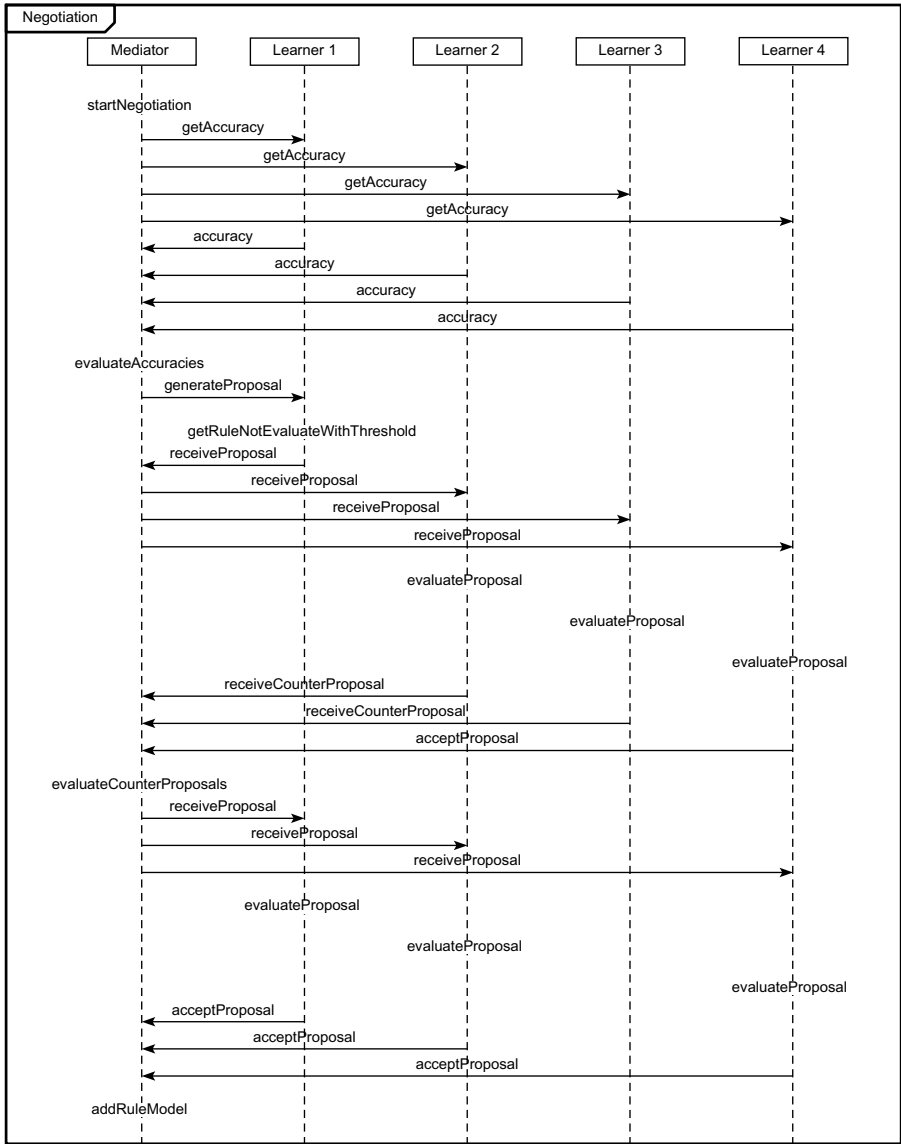 Negotiation
Mediator
Learner 1
Learner 2
Learner 3
Learner 4
startNegotiation
getAccuracy
getAccuracy
getAccuracy
getAccuracy
accuracy
accuracy
accuracy
accuracy
evaluateAccuracies
generateProposal
getRuleNotEvaluateWithThreshold
receiveProposal
receiveProposal
receiveProposal
receiveProposal
evaluateProposal
evaluateProposal
evaluateProposal
receiveCounterProposal
receiveCounterProposal
acceptProposal
evaluateCounterProposals
receiveProposal
receiveProposal
receiveProposal
evaluateProposal
evaluateProposal
evaluateProposal
acceptProposal
acceptProposal
acceptProposal
addRuleModel